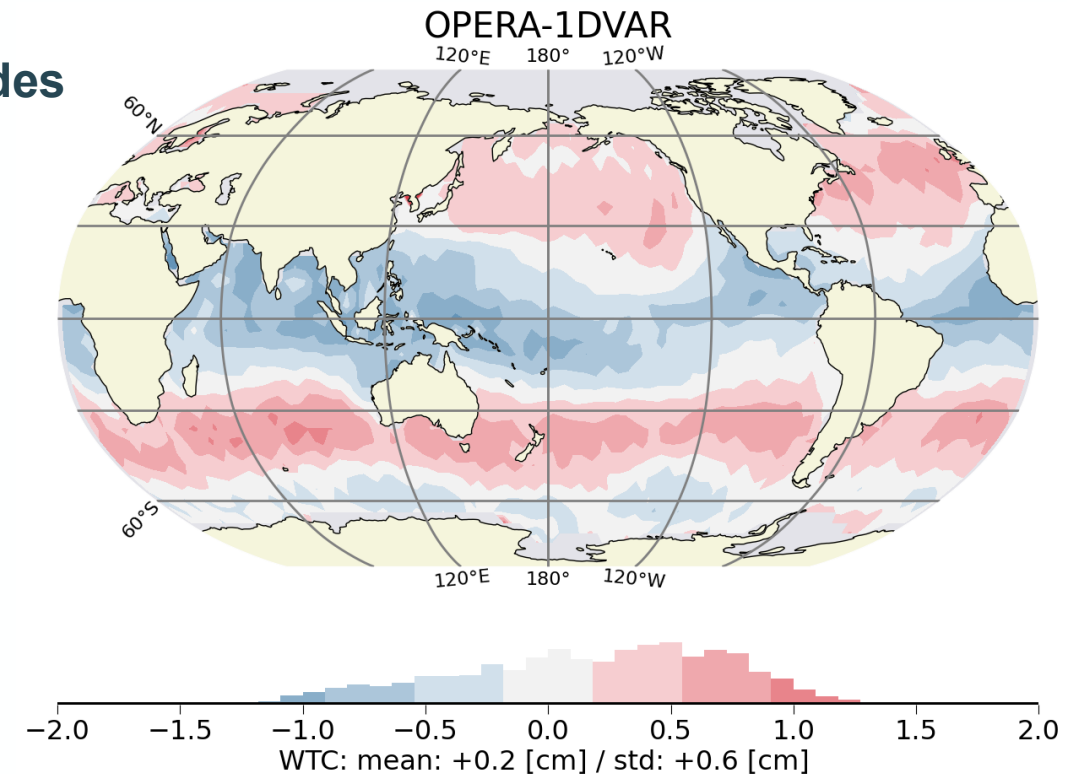 OPERA-1DVAR
des
120°E 180° 120°W
60°N
60°S
120°E 180° 120°W
−2.0 −1.5 −1.0 −0.5 0.0 0.5 1.0 1.5 2.0
WTC: mean: +0.2 [cm] / std: +0.6 [cm]